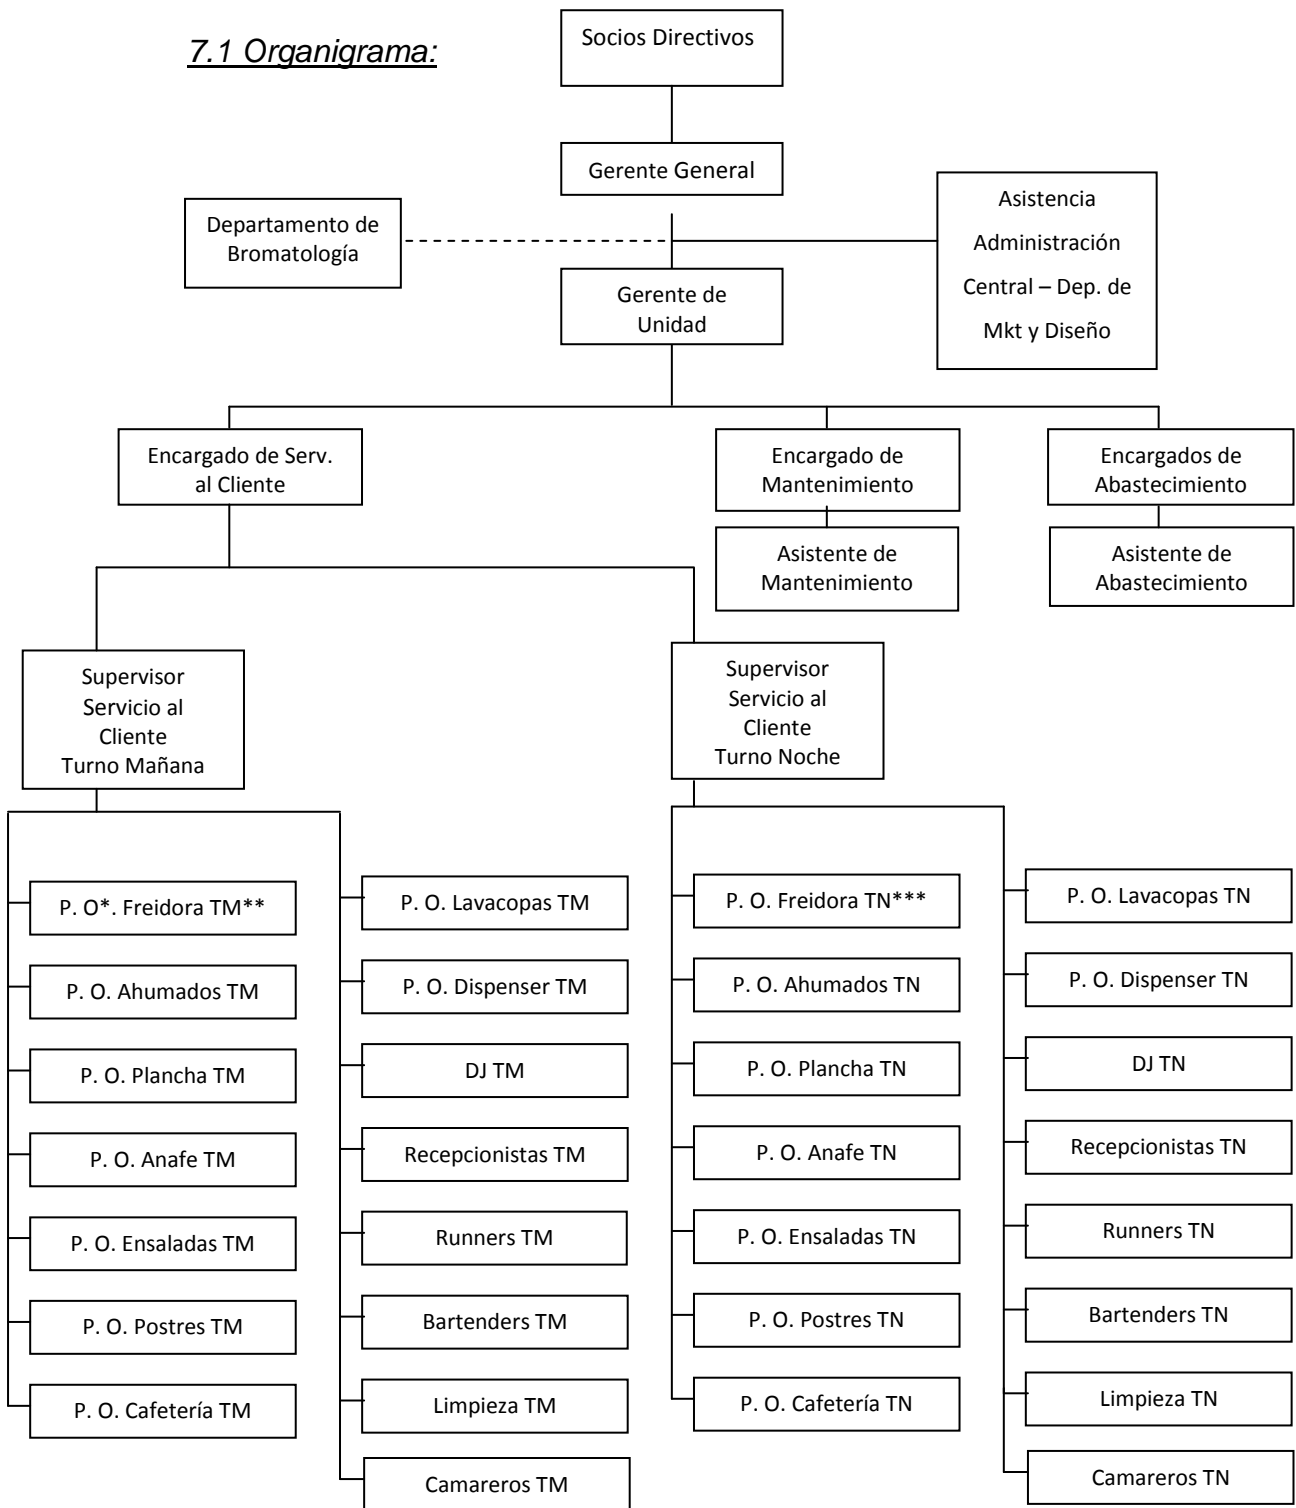 7.1 Organigrama:
Socios Directivos
Gerente General
Departamento de
Bromatología
Asistencia
Administración
Central – Dep. de
Mkt y Diseño
Gerente de
Unidad
Encargado de Serv.
al Cliente
Encargado de
Mantenimiento
Encargados de
Abastecimiento
Asistente de
Mantenimiento
Asistente de
Abastecimiento
Supervisor
Servicio al
Cliente
Turno Mañana
Supervisor
Servicio al
Cliente
Turno Noche
P. O*. Freidora TM**
P. O. Ahumados TM
P. O. Plancha TM
P. O. Anafe TM
P. O. Ensaladas TM
P. O. Postres TM
P. O. Cafetería TM
P. O. Lavacopas TM
P. O. Dispenser TM
DJ TM
Recepcionistas TM
Runners TM
Bartenders TM
Limpieza TM
Camareros TM
P. O. Freidora TN***
P. O. Ahumados TN
P. O. Plancha TN
P. O. Anafe TN
P. O. Ensaladas TN
P. O. Postres TN
P. O. Cafetería TN
P. O. Lavacopas TN
P. O. Dispenser TN
DJ TN
Recepcionistas TN
Runners TN
Bartenders TN
Limpieza TN
Camareros TN